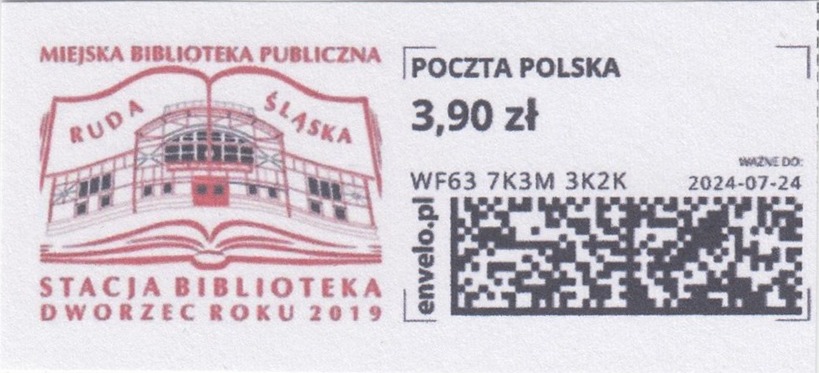 MIEJSKA BIBLIOTEKA PUBLICZNA
RUDA ŚLĄSKA
STACJA BIBLIOTEKA
DWORZEC ROKU 2019
POCZTA POLSKA
3,90 zł
WAŻNE DO:
WF63 7K3M 3K2K 2024-07-24
envelo.pl